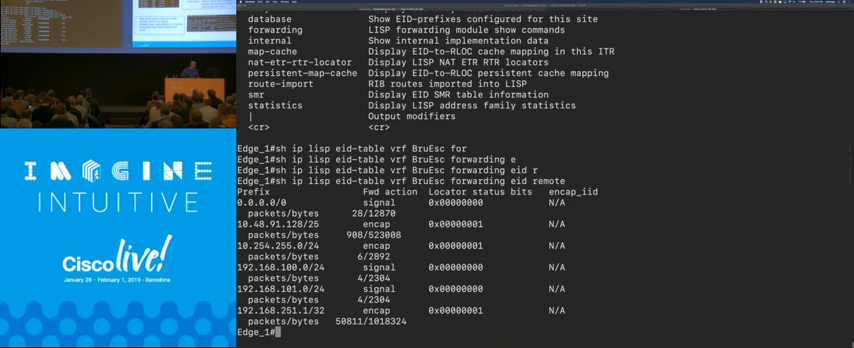 database Show EID-prefixes configured for this site
forwarding LISP forwarding module show commands
internal Show internal implementation data
map-cache Display EID-to-RLOC cache mapping in this ITR
nat-etr-rtr-locator Display LISP NAT ETR RTR locators
persistent-map-cache Display EID-to-RLOC persistent cache mapping
route-import RIB routes imported into LISP
smr Display EID SMR table information
statistics Display LISP address family statistics
| Output modifiers
<cr> <cr>
Edge_1#sh ip lisp eid-table vrf BruEsc for
Edge_1#sh ip lisp eid-table vrf BruEsc forwarding e
Edge_1#sh ip lisp eid-table vrf BruEsc forwarding eid r
Edge_1#sh ip lisp eid-table vrf BruEsc forwarding eid remote
Prefix Fwd action Locator status bits encap_iid
0.0.0.0/0 signal 0x00000000 N/A
packets/bytes 28/12870
10.48.91.128/25 encap 0x00000001 N/A
packets/bytes 908/523008
10.254.255.0/24 encap 0x00000001 N/A
packets/bytes 6/2892
192.168.100.0/24 signal 0x00000000 N/A
packets/bytes 4/2304
192.168.101.0/24 signal 0x00000000 N/A
packets/bytes 4/2304
192.168.251.1/32 encap 0x00000001 N/A
packets/bytes 50811/1018324
Edge_1#
IMAGINE
INTUITIVE
Cisco live!
January 28 - February 1, 2019 - Barcelona